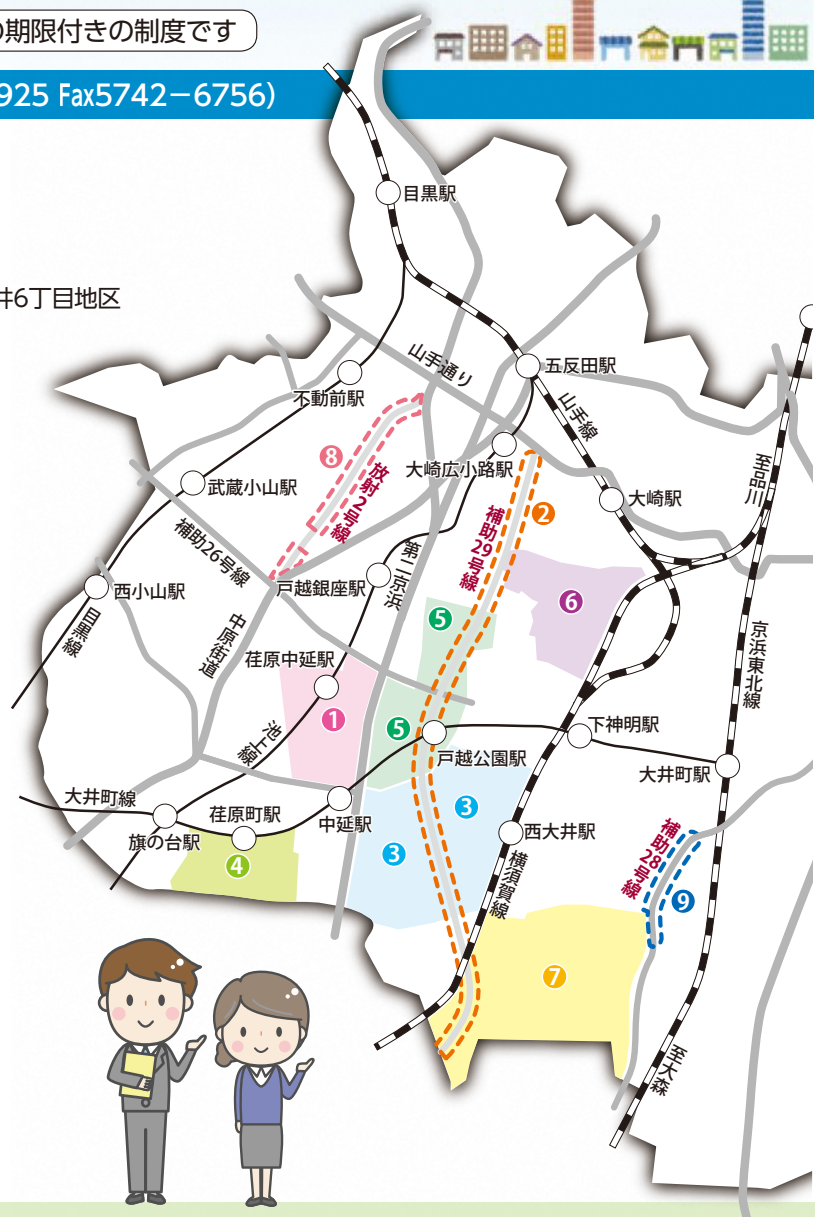 の期限付きの制度です
925 Fax5742－6756）
井6丁目地区
目黒駅
山手通り
五反田駅
不動前駅
山手線
8
放射2号線
大崎広小路駅
至品川
武蔵小山駅
大崎駅
2
補助29号線
補助26号線
第二京浜
戸越銀座駅
西小山駅
目黒線
6
5
中原街道
京浜東北線
荏原中延駅
1
5
下神明駅
池上線
戸越公園駅
大井町駅
大井町線
荏原町駅
中延駅
3
旗の台駅
西大井駅
補助28号線
4
3
横須賀線
9
7
至大森